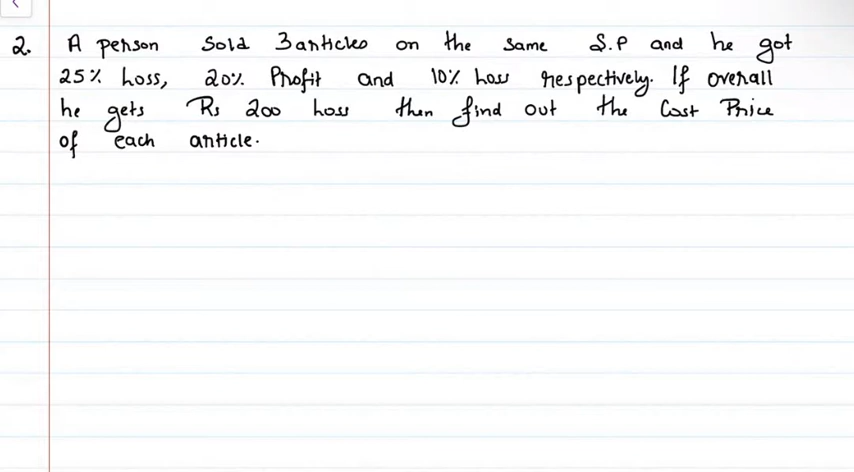 2. A person sold 3 articles on the same S.P and he got
25% Loss, 20% Profit and 10% Loss respectively. If overall
he gets Rs 200 Loss then find out the Cost Price
of each article.